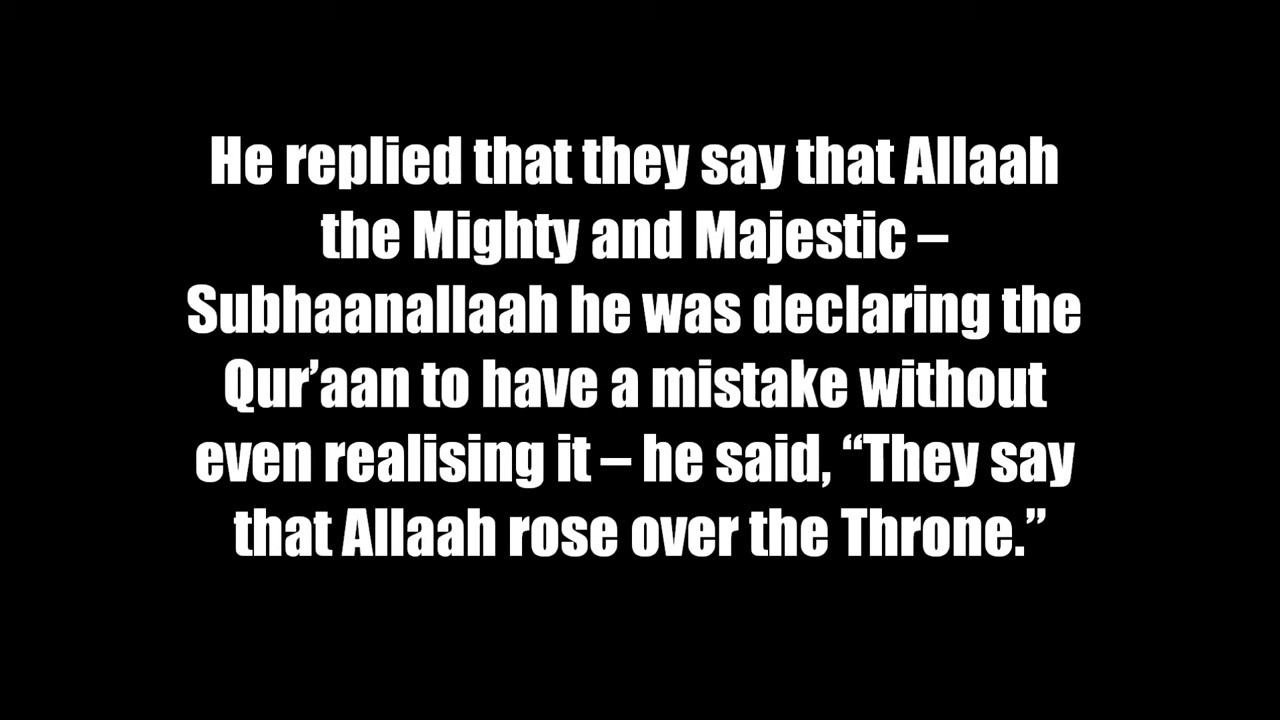 He replied that they say that Allaah
the Mighty and Majestic –
Subhaanallaah he was declaring the
Qur’aan to have a mistake without
even realising it – he said, “They say
that Allaah rose over the Throne.”